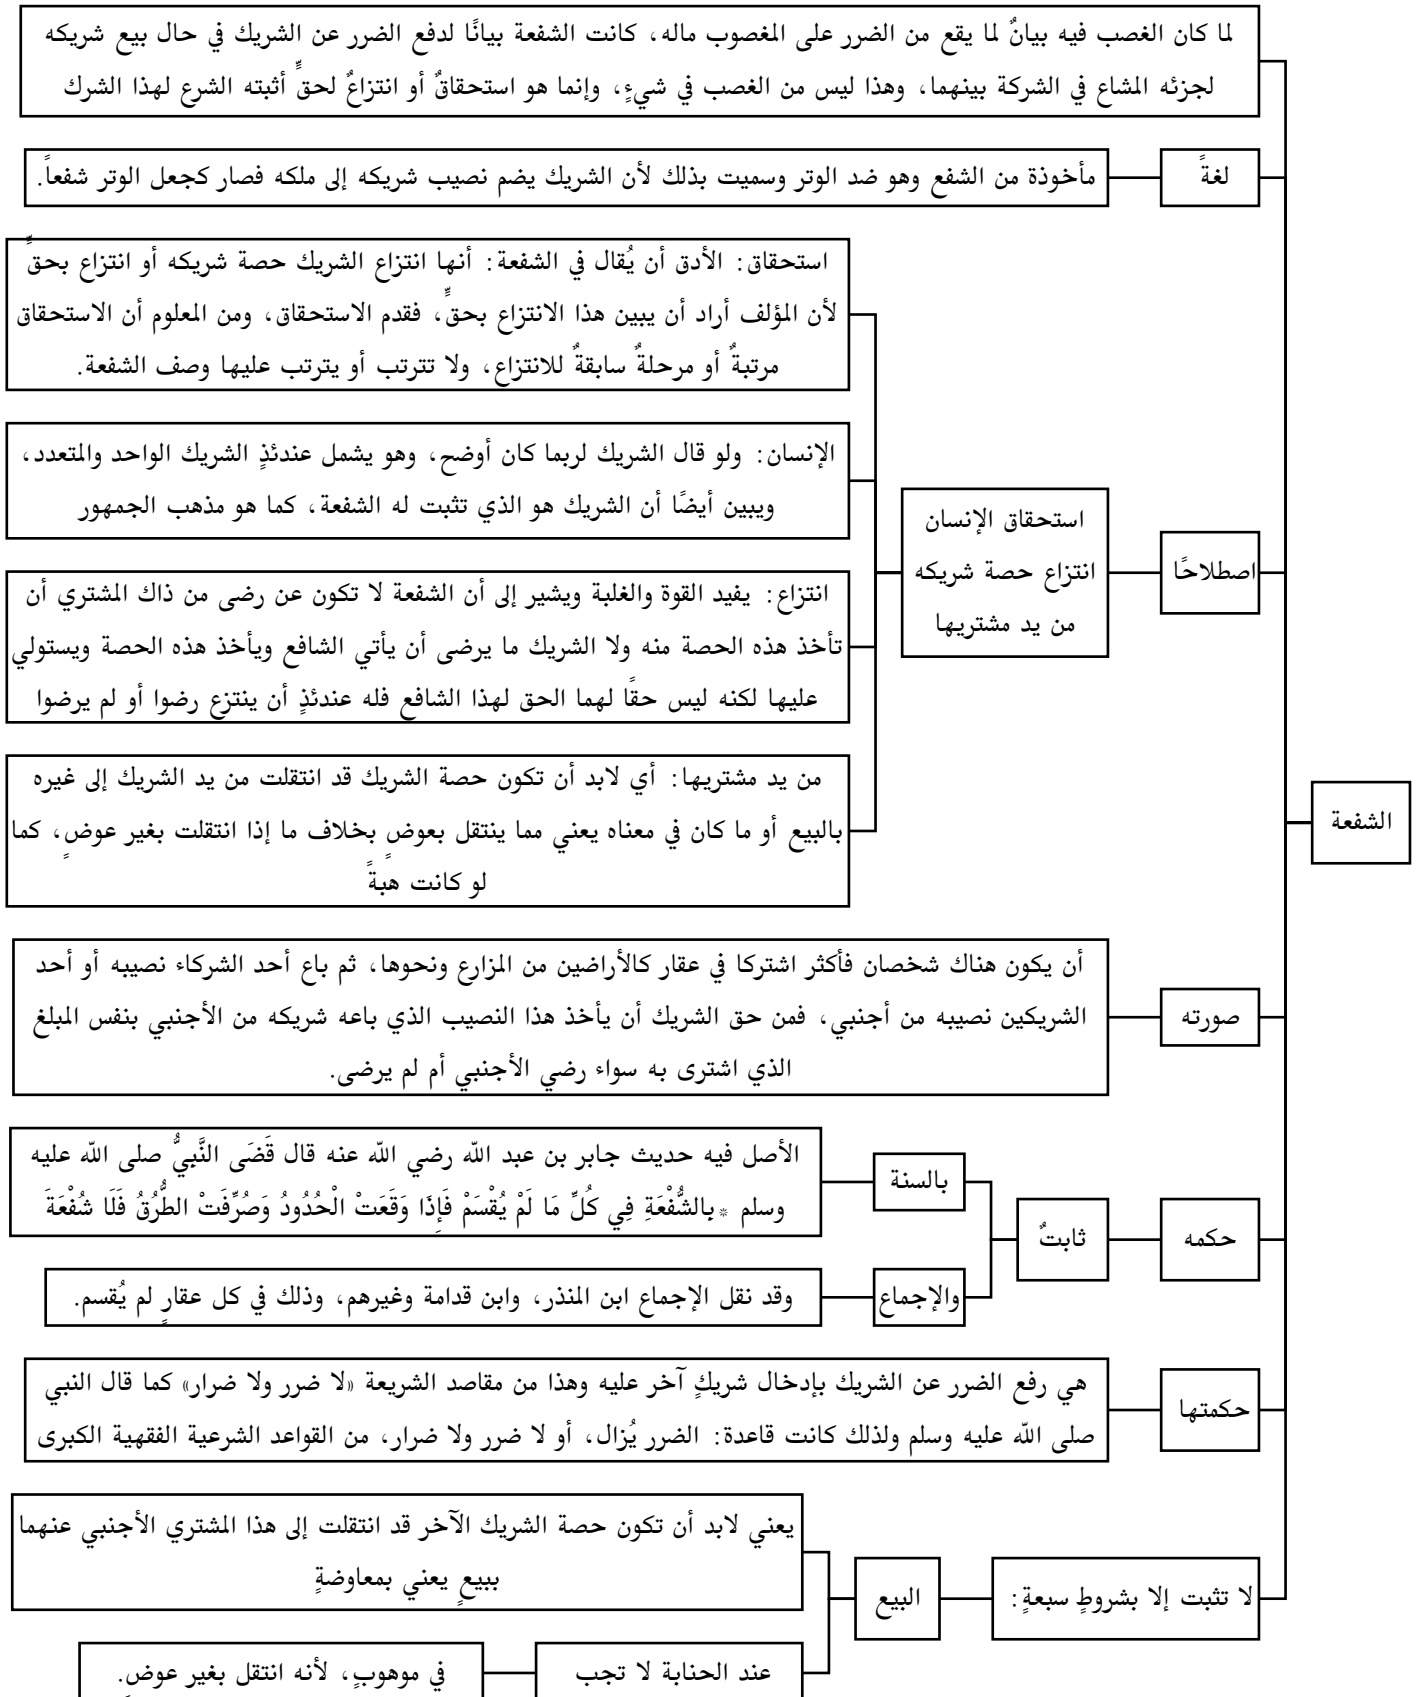 الشفعة
لما كان الغصب فيه بيانٌ لما يقع من الضرر على المغصوب ماله، كانت الشفعة بيانًا لدفع الضرر عن الشريك في حال بيع شريكه
لجزئه المشاع في الشركة بينهما، وهذا ليس من الغصب في شيءٍ، وإنما هو استحقاقٌ أو انتزاعٌ لحقٍّ أثبته الشرع لهذا الشرك
لغةً
مأخوذة من الشفع وهو ضد الوتر وسميت بذلك لأن الشريك يضم نصيب شريكه إلى ملكه فصار كجعل الوتر شفعاً.
اصطلاحًا
استحقاق الإنسان
انتزاع حصة شريكه
من يد مشتريها
استحقاق: الأدق أن يُقال في الشفعة: أنها انتزاع الشريك حصة شريكه أو انتزاع بحقٍّ
لأن المؤلف أراد أن يبين هذا الانتزاع بحقٍّ، فقدم الاستحقاق، ومن المعلوم أن الاستحقاق
مرتبةٌ أو مرحلةٌ سابقةٌ للانتزاع، ولا تترتب أو يترتب عليها وصف الشفعة.
الإنسان: ولو قال الشريك لربما كان أوضح، وهو يشمل عندئذٍ الشريك الواحد والمتعدد،
ويبين أيضًا أن الشريك هو الذي تثبت له الشفعة، كما هو مذهب الجمهور
انتزاع: يفيد القوة والغلبة ويشير إلى أن الشفعة لا تكون عن رضى من ذاك المشتري أن
تأخذ هذه الحصة منه ولا الشريك ما يرضى أن يأتي الشافع ويأخذ هذه الحصة ويستولي
عليها لكنه ليس حقًا لهما الحق لهذا الشافع فله عندئذٍ أن ينتزع رضوا أو لم يرضوا
من يد مشتريها: أي لابد أن تكون حصة الشريك قد انتقلت من يد الشريك إلى غيره
بالبيع أو ما كان في معناه يعني مما ينتقل بعوضٍ بخلاف ما إذا انتقلت بغير عوضٍ، كما
لو كانت هبةً
صورته
أن يكون هناك شخصان فأكثر اشتركا في عقار كالأراضين من المزارع ونحوها، ثم باع أحد الشركاء نصيبه أو أحد
الشريكين نصيبه من أجنبي، فمن حق الشريك أن يأخذ هذا النصيب الذي باعه شريكه من الأجنبي بنفس المبلغ
الذي اشترى به سواء رضي الأجنبي أم لم يرضى.
حكمه
ثابتٌ
بالسنة
الأصل فيه حديث جابر بن عبد الله رضي الله عنه قال قَضَى النَّبيُّ صلى الله عليه
وسلم * بِالشُّفْعَةِ فِي كُلِّ مَا لَمْ يُقْسَمْ فَإِذَا وَقَعَتْ الْحُدُودُ وَصُرِّفَتْ الطُّرُقُ فَلَا شُفْعَةَ
والإجماع
وقد نقل الإجماع ابن المنذر، وابن قدامة وغيرهم، وذلك في كل عقارٍ لم يُقسم.
حكمتها
هي رفع الضرر عن الشريك بإدخال شريكٍ آخر عليه وهذا من مقاصد الشريعة «لا ضرر ولا ضرار» كما قال النبي
صلى الله عليه وسلم ولذلك كانت قاعدة: الضرر يُزال، أو لا ضرر ولا ضرار، من القواعد الشرعية الفقهية الكبرى
لا تثبت إلا بشروطٍ سبعةٍ:
البيع
يعني لابد أن تكون حصة الشريك الآخر قد انتقلت إلى هذا المشتري الأجنبي عنهما
ببيعٍ يعني بمعاوضةٍ
عند الحنابة لا تجب
في موهوبٍ، لأنه انتقل بغير عوضٍ.